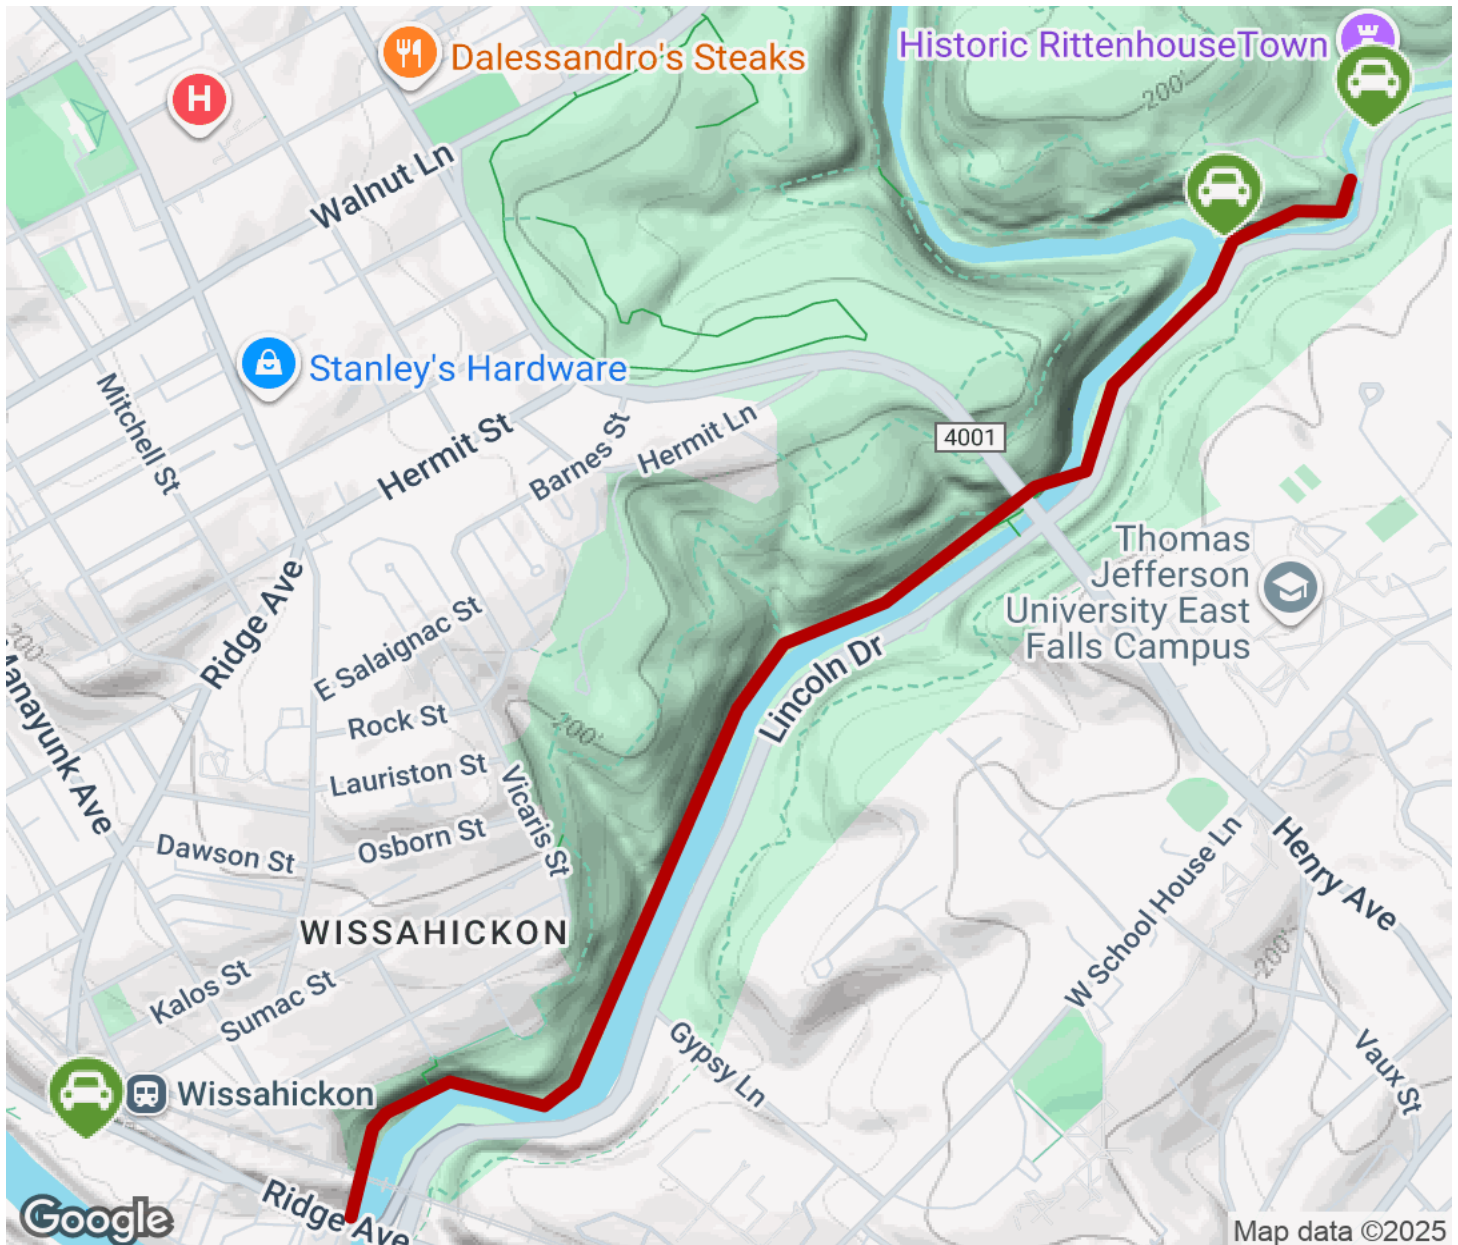 Historic RittenhouseTown
Dalessandro's Steaks
H
200'
Walnut Ln
Stanley's Hardware
Mitchell St
Hermit St
Barnes St
Hermit Ln
4001
Thomas
Jefferson
University East
Falls Campus
Ridge Ave
E Salaignac St
200'
Manayunk Ave
Rock St
200'
Lincoln Dr
Lauriston St
Vicaris St
Osborn St
Dawson St
Henry Ave
W School House Ln
WISSAHICKON
200'
Kalos St
Sumac St
Gypsy Ln
Vaux St
Wissahickon
Ridge Ave
Google
Map data ©2025